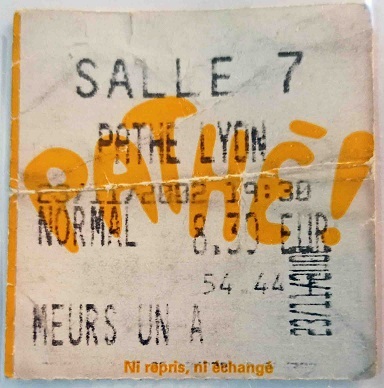 SALLE 7
PATHÉ!
PATHE LYON
23/11/2002 19:30
NORMAL 8.30 EUR
54.44
MEURS UN A
Ni repris, ni échangé